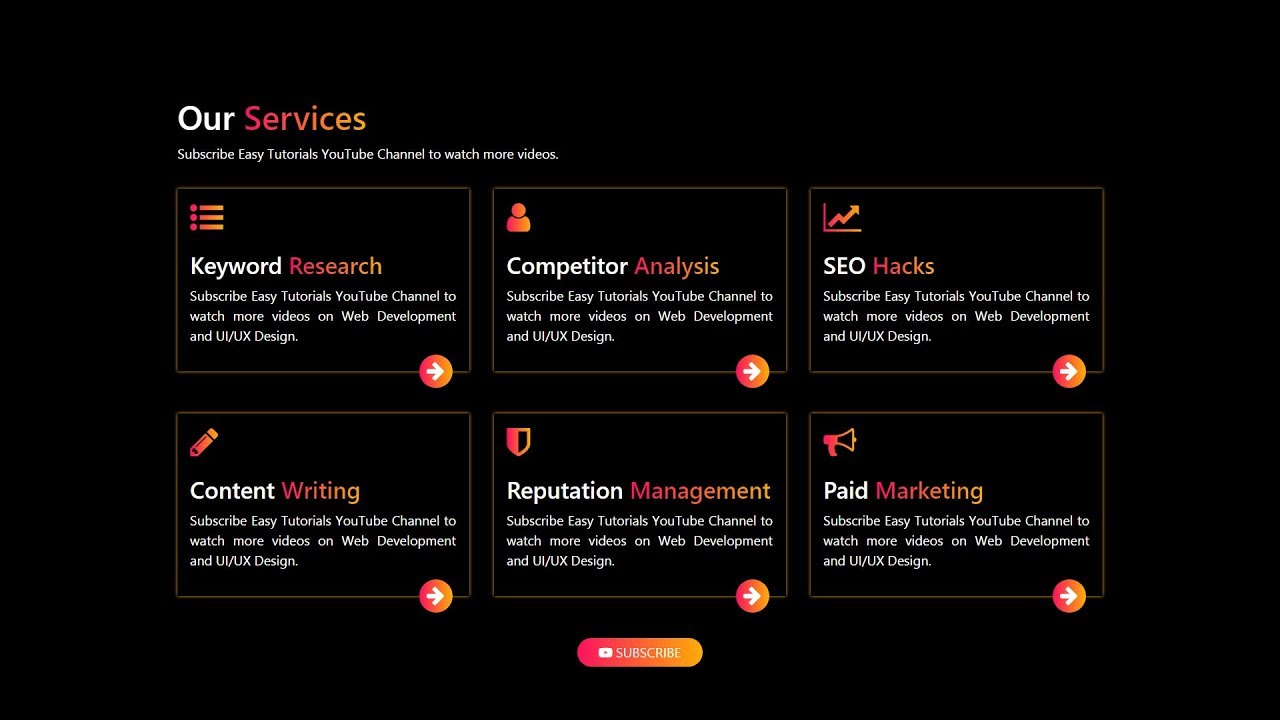 Our Services
Subscribe Easy Tutorials YouTube Channel to watch more videos.
Keyword Research
Subscribe Easy Tutorials YouTube Channel to
watch more videos on Web Development
and UI/UX Design.
Competitor Analysis
Subscribe Easy Tutorials YouTube Channel to
watch more videos on Web Development
and UI/UX Design.
SEO Hacks
Subscribe Easy Tutorials YouTube Channel to
watch more videos on Web Development
and UI/UX Design.
Content Writing
Subscribe Easy Tutorials YouTube Channel to
watch more videos on Web Development
and UI/UX Design.
Reputation Management
Subscribe Easy Tutorials YouTube Channel to
watch more videos on Web Development
and UI/UX Design.
Paid Marketing
Subscribe Easy Tutorials YouTube Channel to
watch more videos on Web Development
and UI/UX Design.
SUBSCRIBE